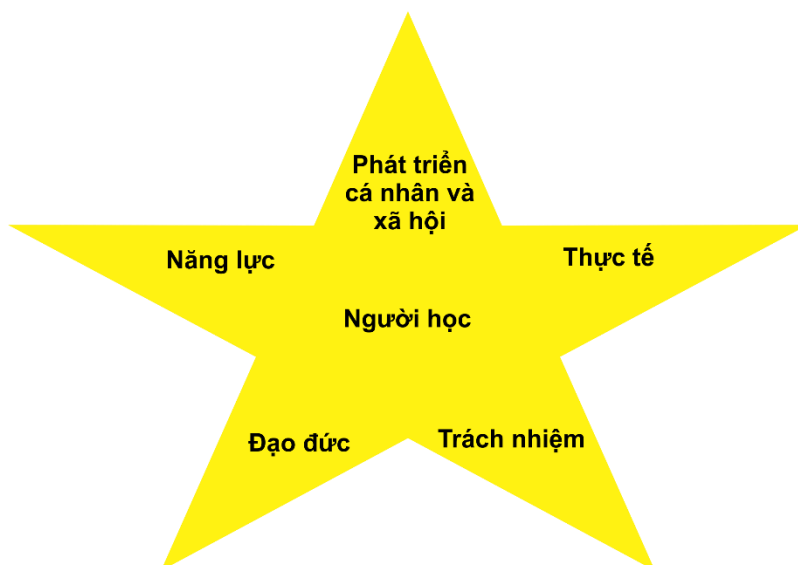 Phát triển
cá nhân và
xã hội
Năng lực
Thực tế
Người học
Đạo đức
Trách nhiệm